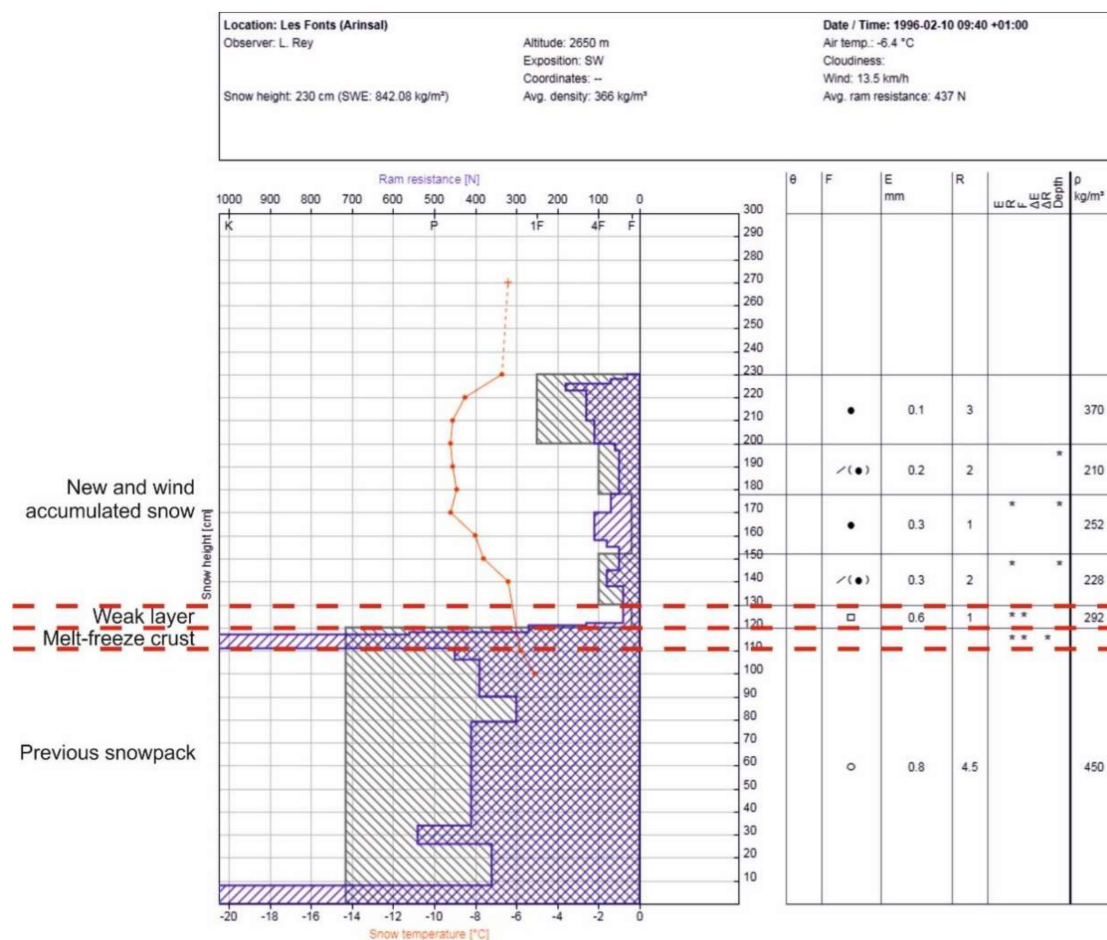 Location: Les Fonts (Arinsal) Date / Time: 1996-02-10 09:40 +01:00
Observer: L. Rey Altitude: 2650 m Air temp.: -6.4 °C
Exposition: SW Cloudiness:
Coordinates: -- Wind: 13.5 km/h
Snow height: 230 cm (SWE: 842.08 kg/m³) Avg. density: 366 kg/m³ Avg. ram resistance: 437 N
Ram resistance [N] θ F E R E R F ΔE ΔR Depth ρ
mm kg/m³
1000 900 800 700 600 500 400 300 200 100 0
300
K P 1F 4F F
290
280
270
260
250
240
230
220
210 ● 0.1 3 370
200
190 / ( ● ) 0.2 2 * 210
180
New and wind
accumulated snow
170 * *
160 ● 0.3 1 252
150 * *
140 / ( ● ) 0.3 2 228
130
Weak layer 120 □ 0.6 1 * * 292
Melt-freeze crust 110 * * *
100
90
80
70
Previous snowpack 60 ○ 0.8 4.5 450
50
40
30
20
10
Snow height [cm]
-20 -18 -16 -14 -12 -10 -8 -6 -4 -2 0
Snow temperature [°C]